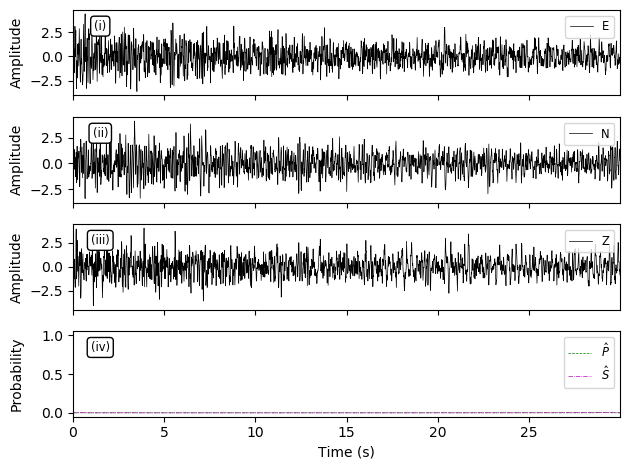 (i)
E
Amplitude
2.5
0.0
−2.5
(ii)
N
Amplitude
2.5
0.0
−2.5
(iii)
Z
Amplitude
2.5
0.0
−2.5
(iv)
P̂
Ŝ
Probability
1.0
0.5
0.0
0 5 10 15 20 25
Time (s)